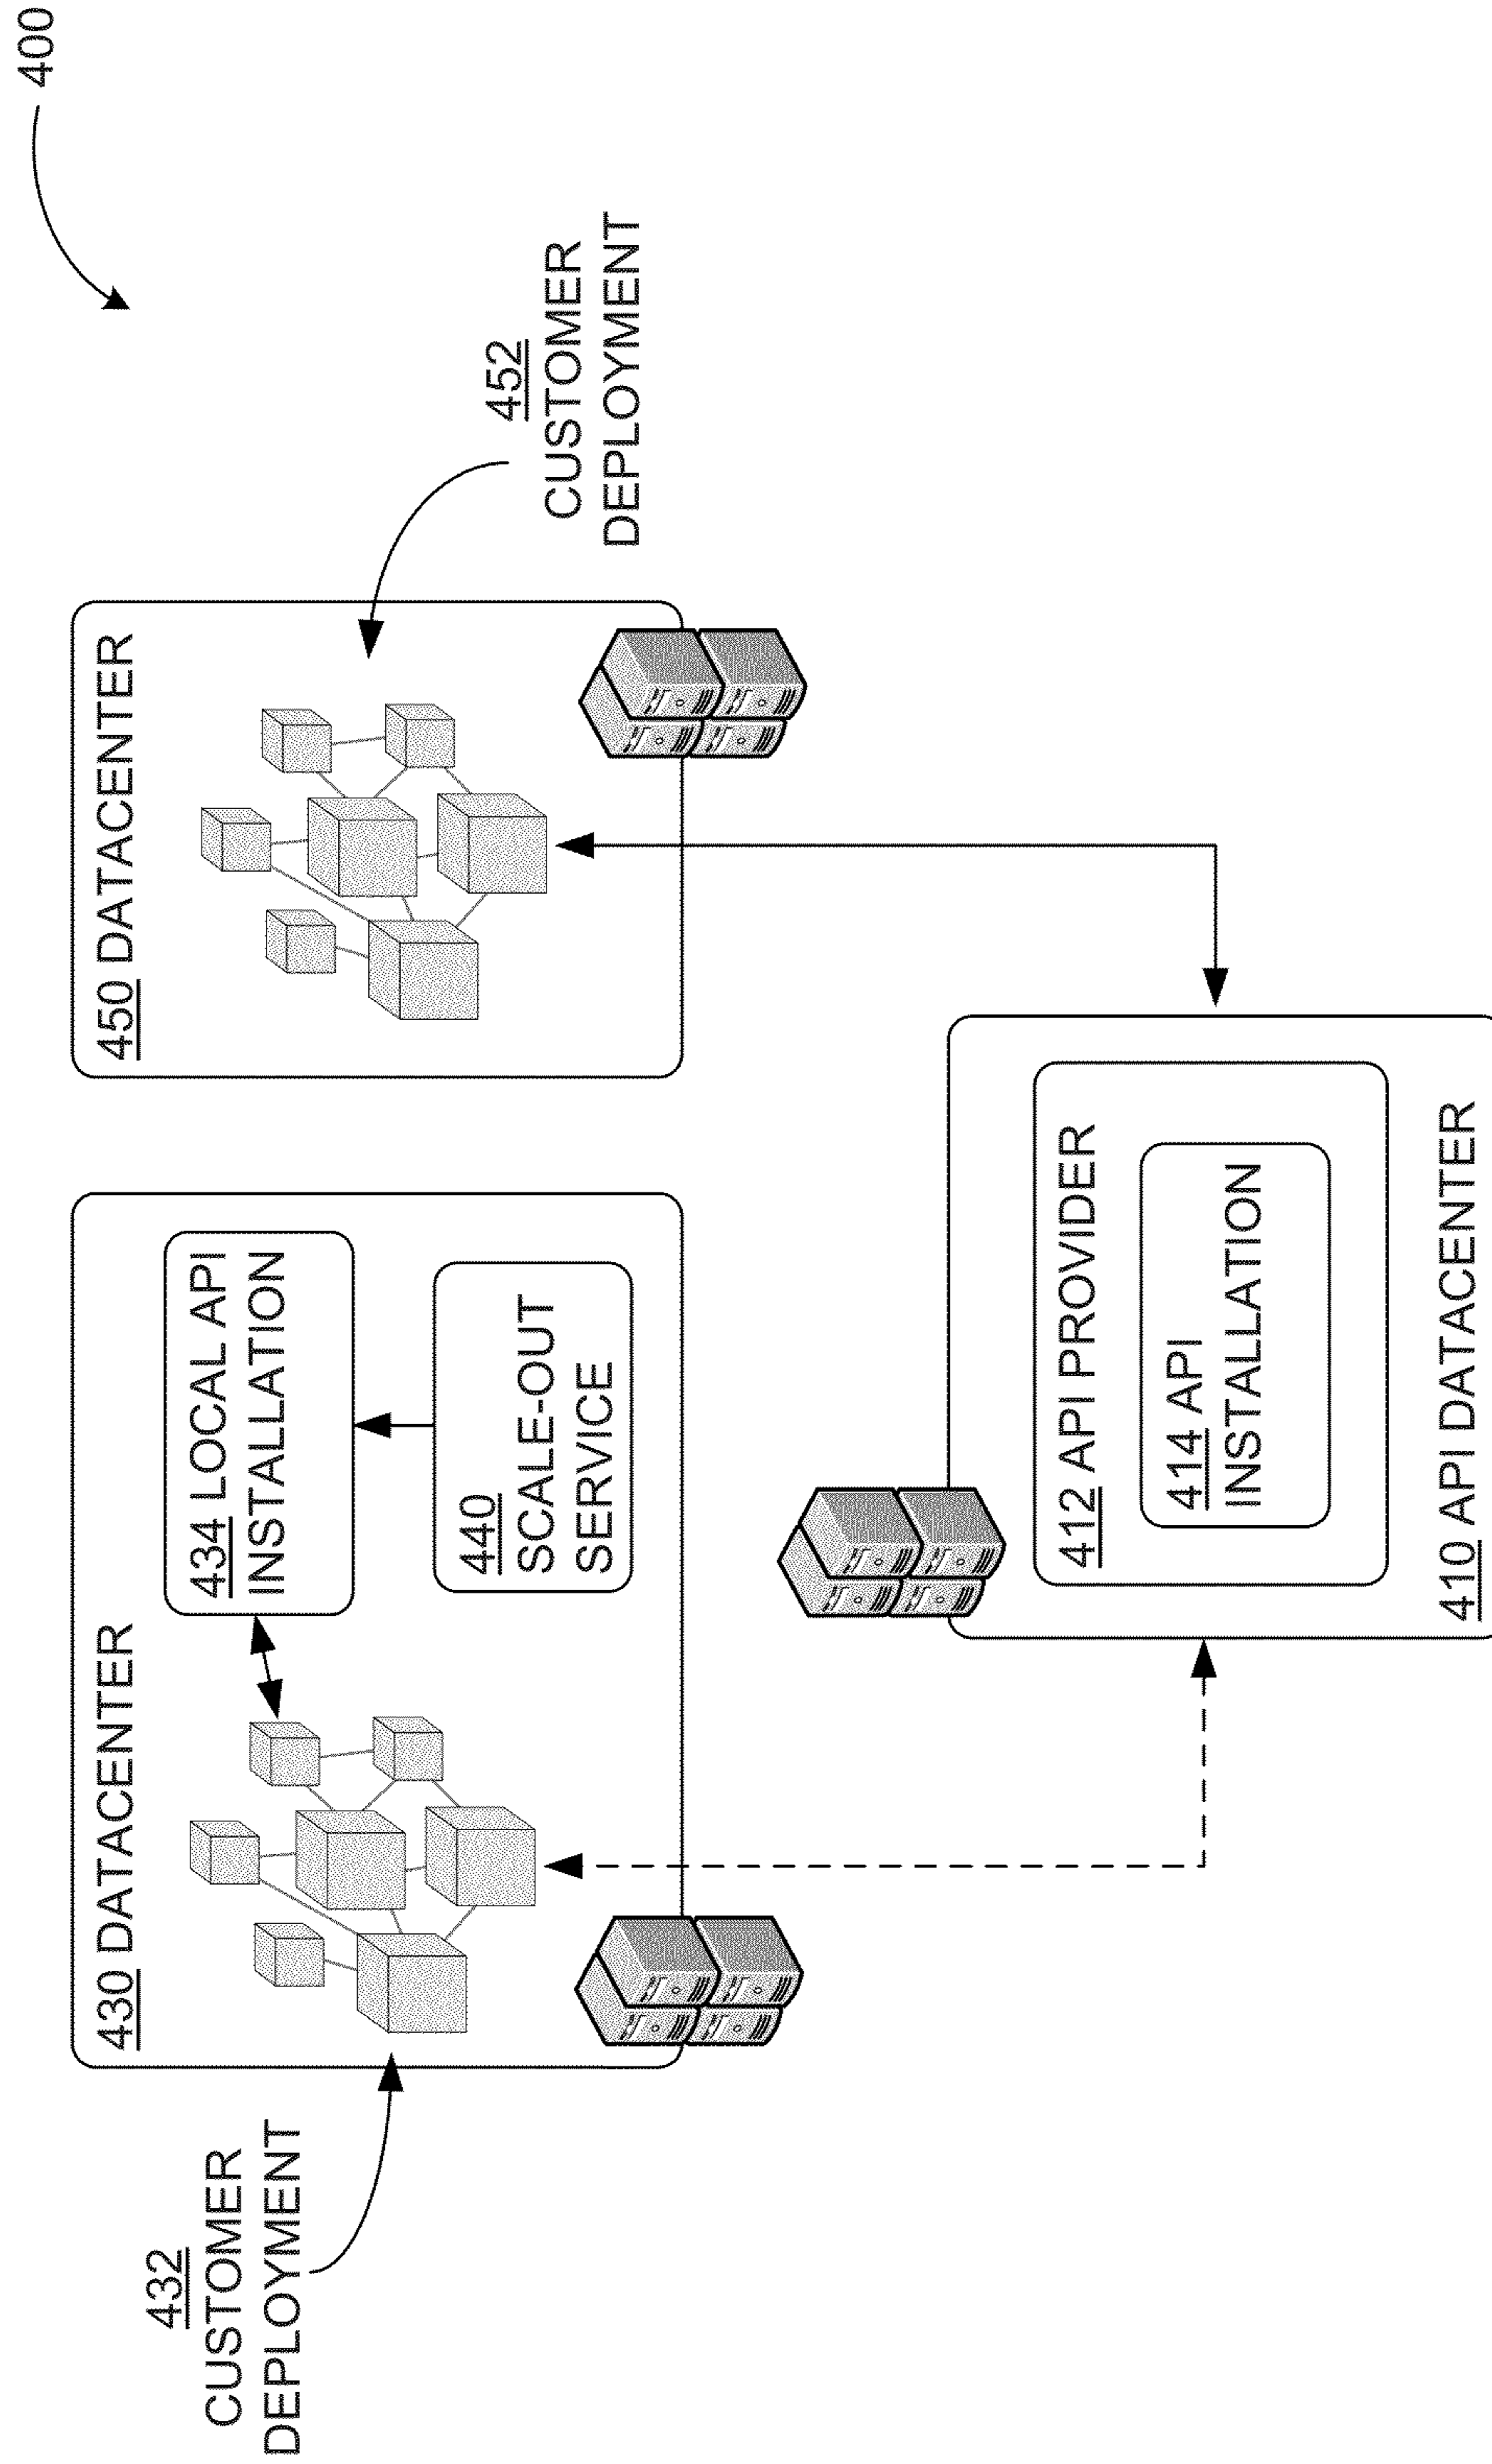 400
430 DATACENTER
434 LOCAL API
INSTALLATION
440
SCALE-OUT
SERVICE
432
CUSTOMER
DEPLOYMENT
450 DATACENTER
452
CUSTOMER
DEPLOYMENT
412 API PROVIDER
414 API
INSTALLATION
410 API DATACENTER